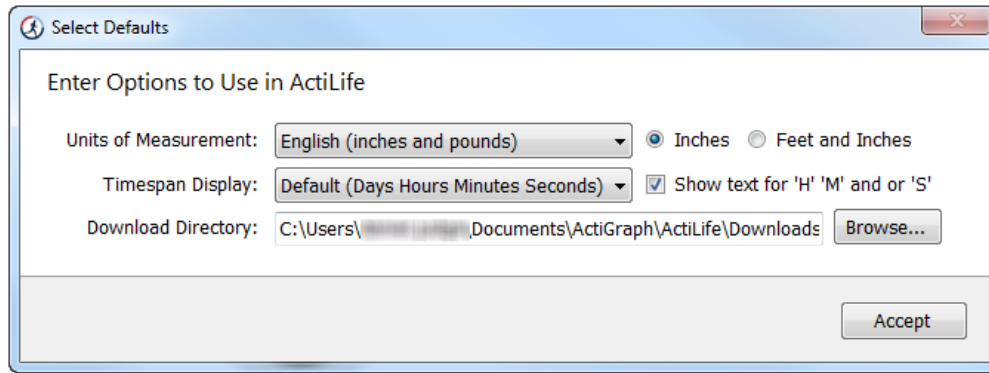 Select Defaults
Enter Options to Use in ActiLife
Units of Measurement: English (inches and pounds) Inches Feet and Inches
Timespan Display: Default (Days Hours Minutes Seconds) Show text for 'H' 'M' and or 'S'
Download Directory: C:\Users\ \Documents\ActiGraph\ActiLife\Downloads Browse...
Accept